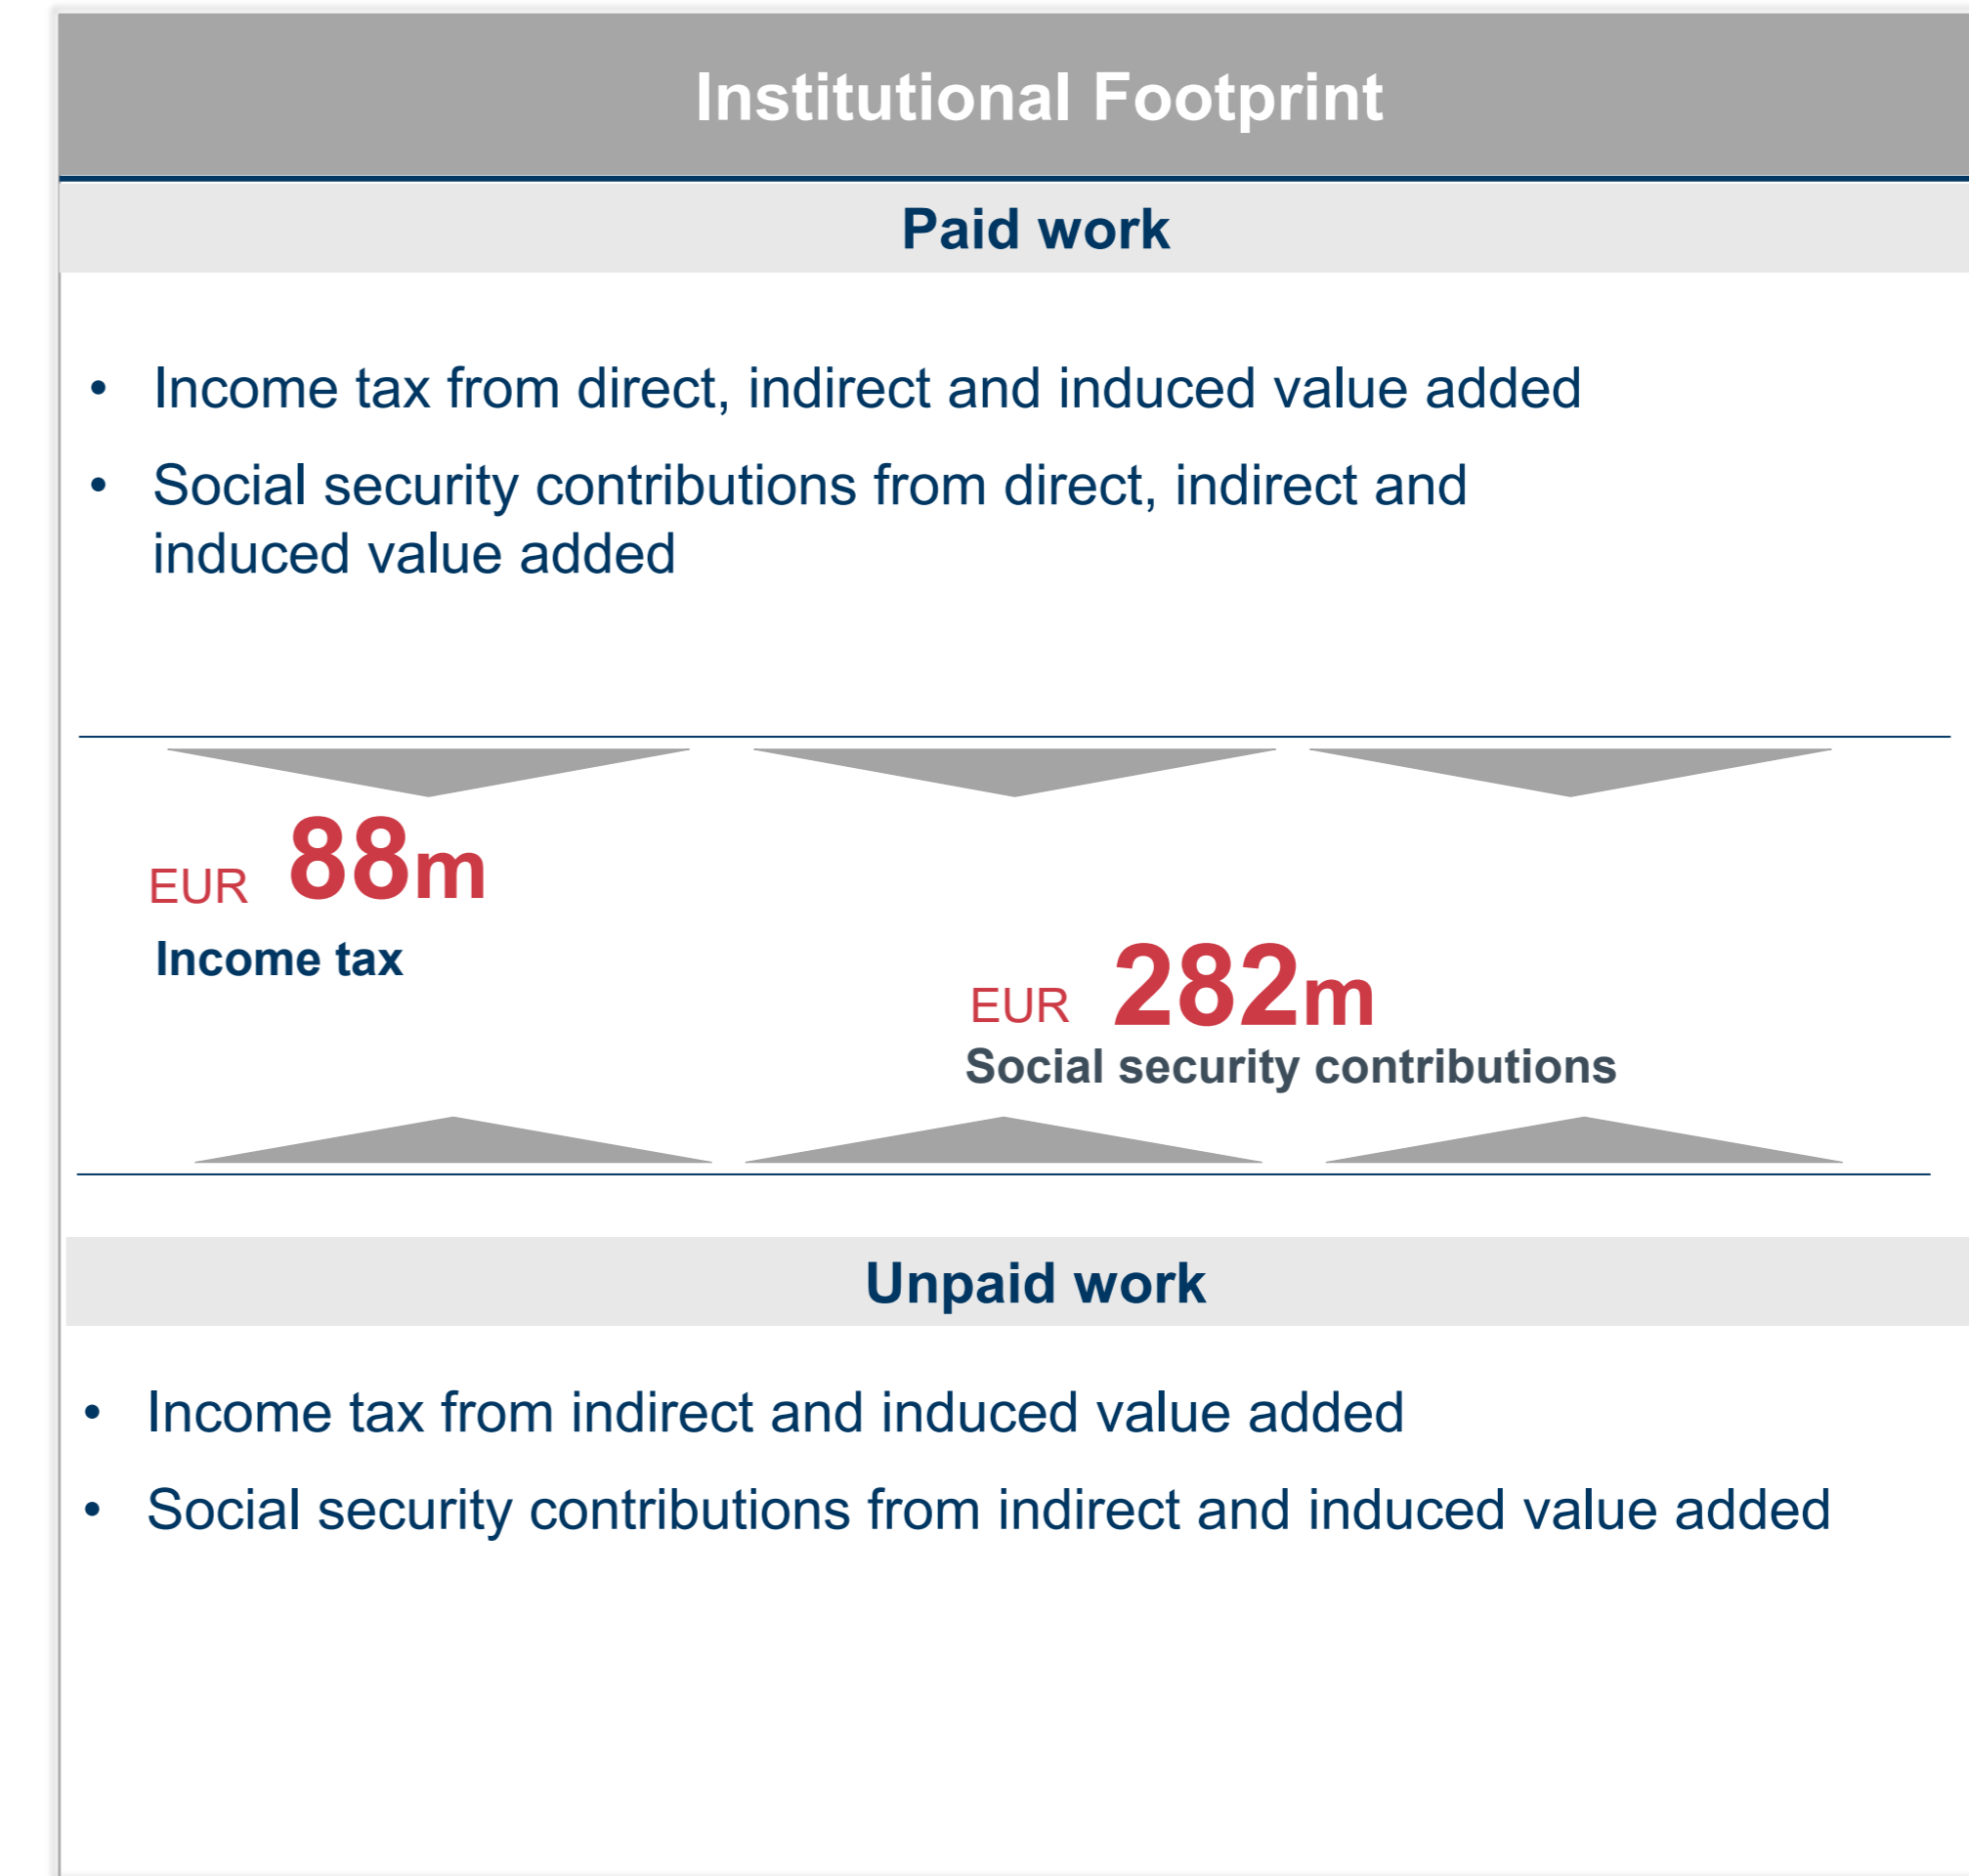 Institutional Footprint
Paid work
• Income tax from direct, indirect and induced value added
• Social security contributions from direct, indirect and
induced value added
EUR 88m
Income tax
EUR 282m
Social security contributions
Unpaid work
• Income tax from indirect and induced value added
• Social security contributions from indirect and induced value added